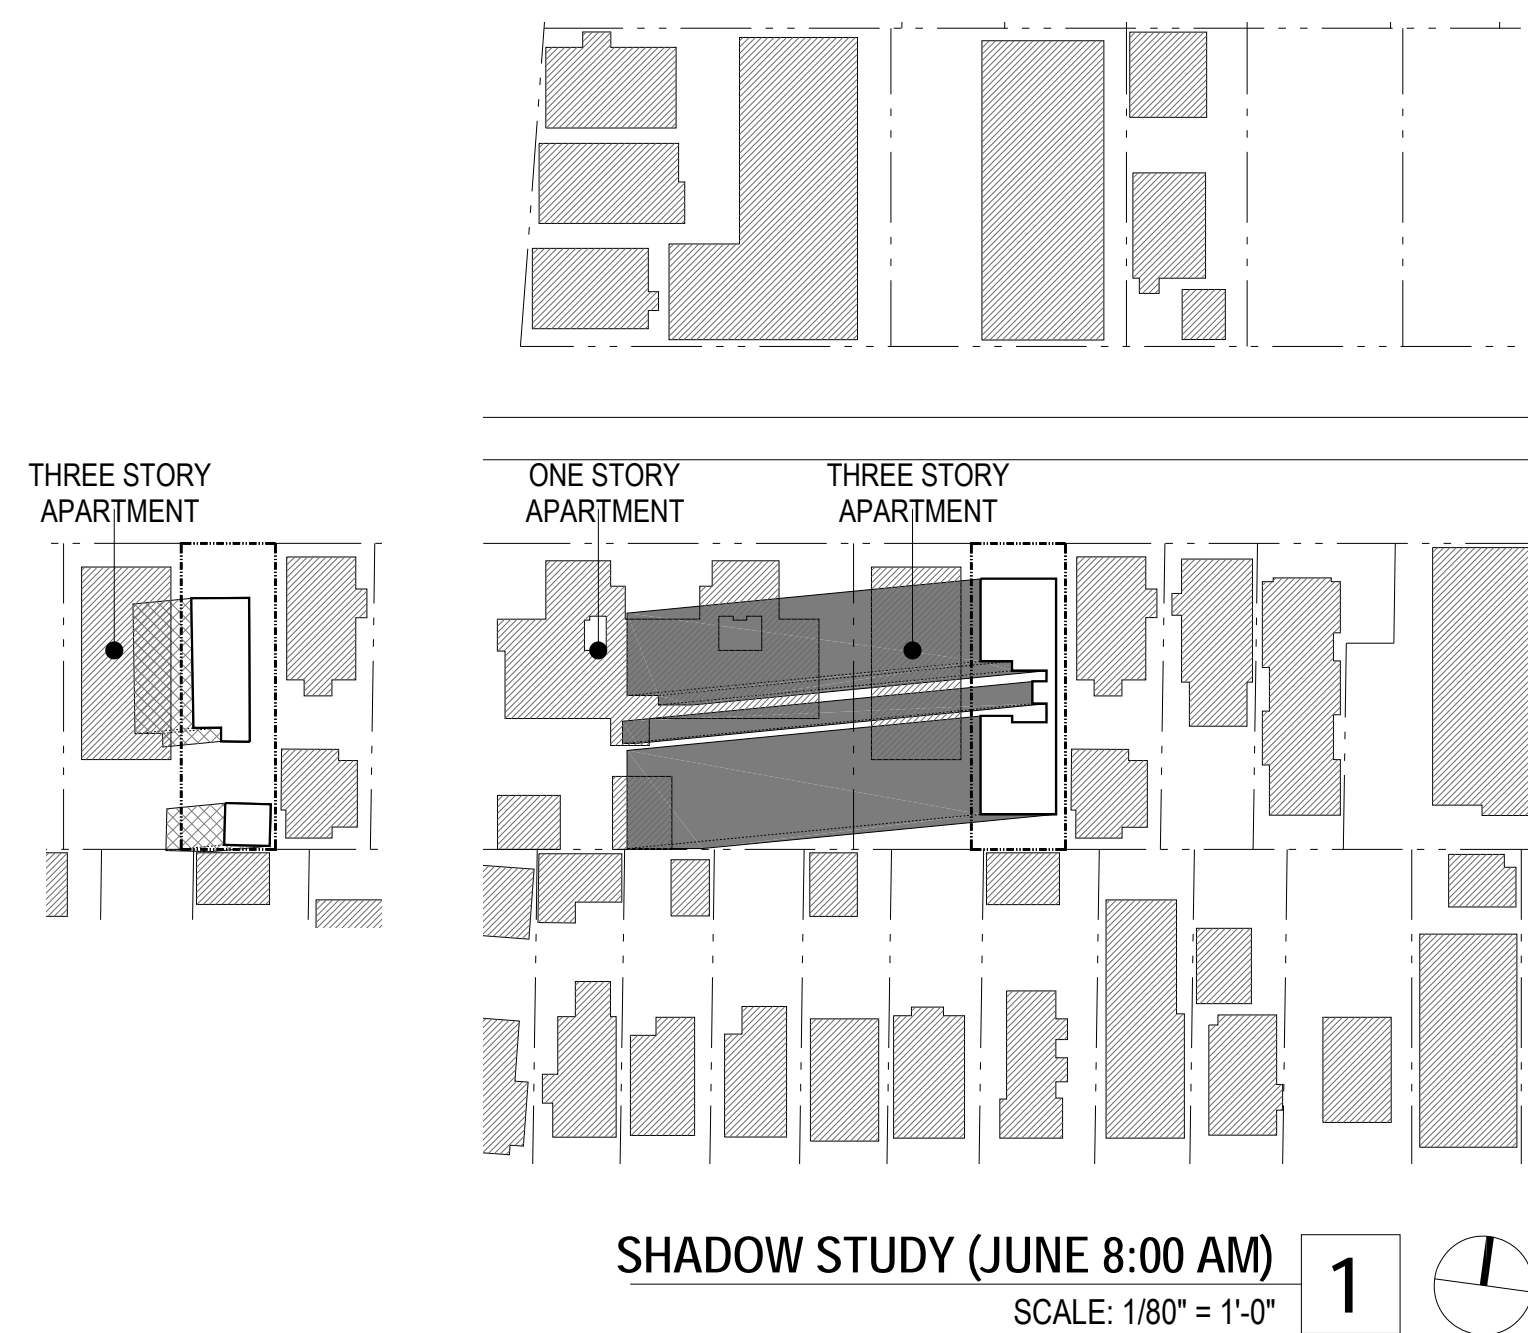 THREE STORY
APARTMENT
ONE STORY
APARTMENT
THREE STORY
APARTMENT
SHADOW STUDY (JUNE 8:00 AM)
1
SCALE: 1/80" = 1'-0"